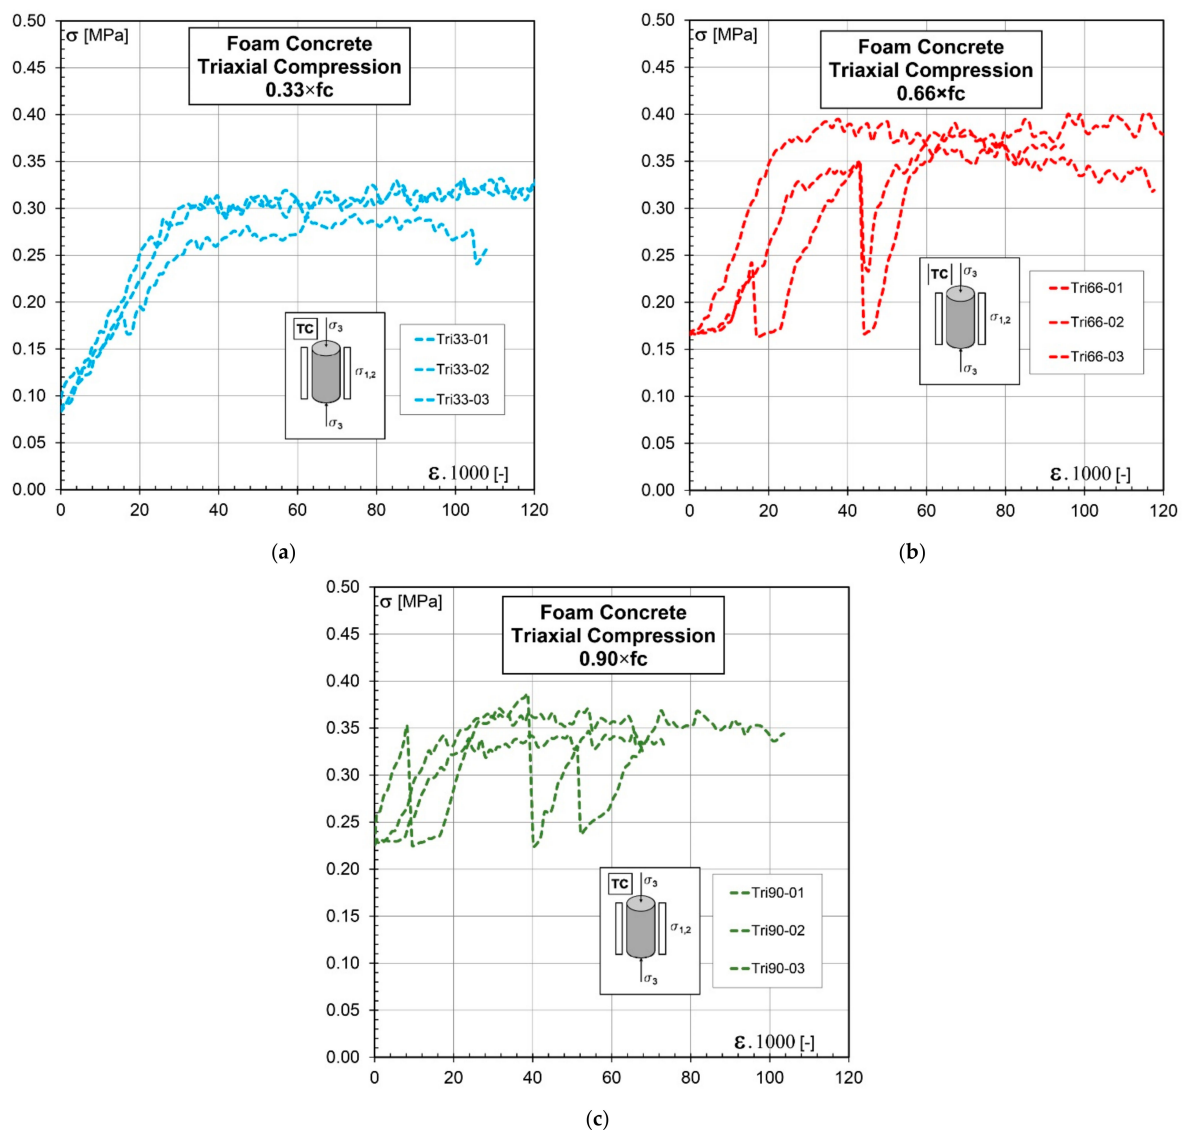 σ [MPa]
Foam Concrete
Triaxial Compression
0.33×fc
0.50
0.45
0.40
0.35
0.30
0.25
0.20
0.15
0.10
0.05
0.00
TC
σ3
σ1,2
σ3
Tri33-01
Tri33-02
Tri33-03
ε.1000 [-]
0 20 40 60 80 100 120
(a)
σ [MPa]
Foam Concrete
Triaxial Compression
0.66×fc
0.50
0.45
0.40
0.35
0.30
0.25
0.20
0.15
0.10
0.05
0.00
TC
σ3
σ1,2
σ3
Tri66-01
Tri66-02
Tri66-03
ε.1000 [-]
0 20 40 60 80 100 120
(b)
σ [MPa]
Foam Concrete
Triaxial Compression
0.90×fc
0.50
0.45
0.40
0.35
0.30
0.25
0.20
0.15
0.10
0.05
0.00
TC
σ3
σ1,2
σ3
Tri90-01
Tri90-02
Tri90-03
ε.1000 [-]
0 20 40 60 80 100 120
(c)